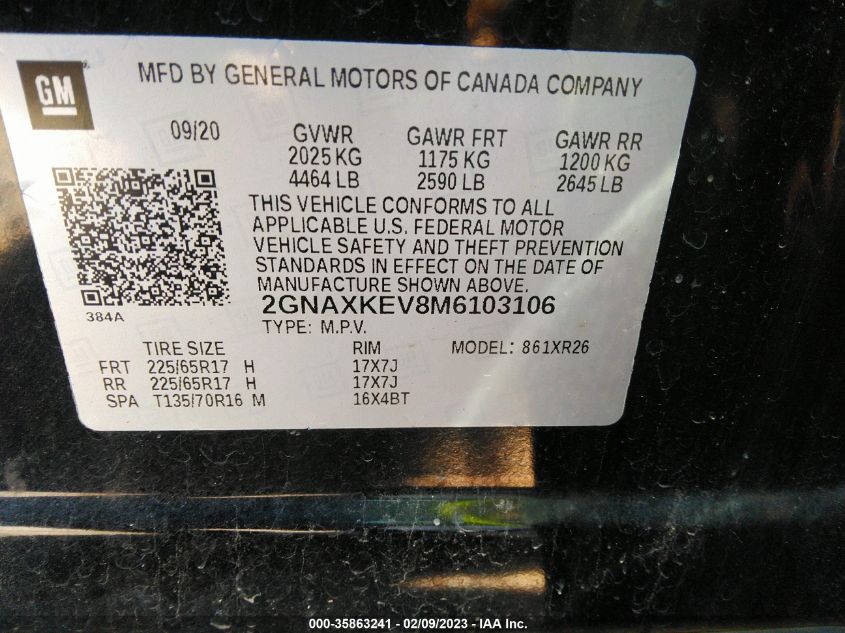 GM
MFD BY GENERAL MOTORS OF CANADA COMPANY
09/20 GVWR GAWR FRT GAWR RR
2025 KG 1175 KG 1200 KG
4464 LB 2590 LB 2645 LB
THIS VEHICLE CONFORMS TO ALL
APPLICABLE U.S. FEDERAL MOTOR
VEHICLE SAFETY AND THEFT PREVENTION
STANDARDS IN EFFECT ON THE DATE OF
MANUFACTURE SHOWN ABOVE.
384A
2GNAXKEV8M6103106
TYPE: M.P.V.
TIRE SIZE RIM MODEL: 861XR26
FRT 225/65R17 H 17X7J
RR 225/65R17 H 17X7J
SPA T135/70R16 M 16X4BT
000-35863241 - 02/09/2023 - IAA Inc.